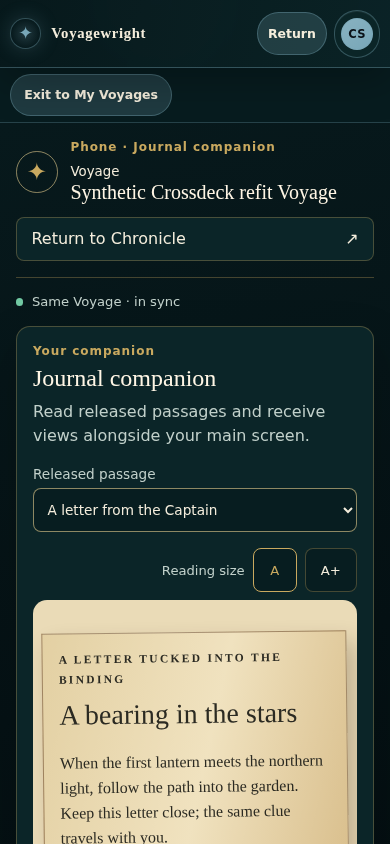 Voyagewright
Return
CS
Exit to My Voyages
Phone · Journal companion
Voyage
Synthetic Crossdeck refit Voyage
Return to Chronicle ↗
Same Voyage · in sync
Your companion
Journal companion
Read released passages and receive
views alongside your main screen.
Released passage
A letter from the Captain
Reading size
A
A+
A LETTER TUCKED INTO THE
BINDING
A bearing in the stars
When the first lantern meets the northern
light, follow the path into the garden.
Keep this letter close; the same clue
travels with you.